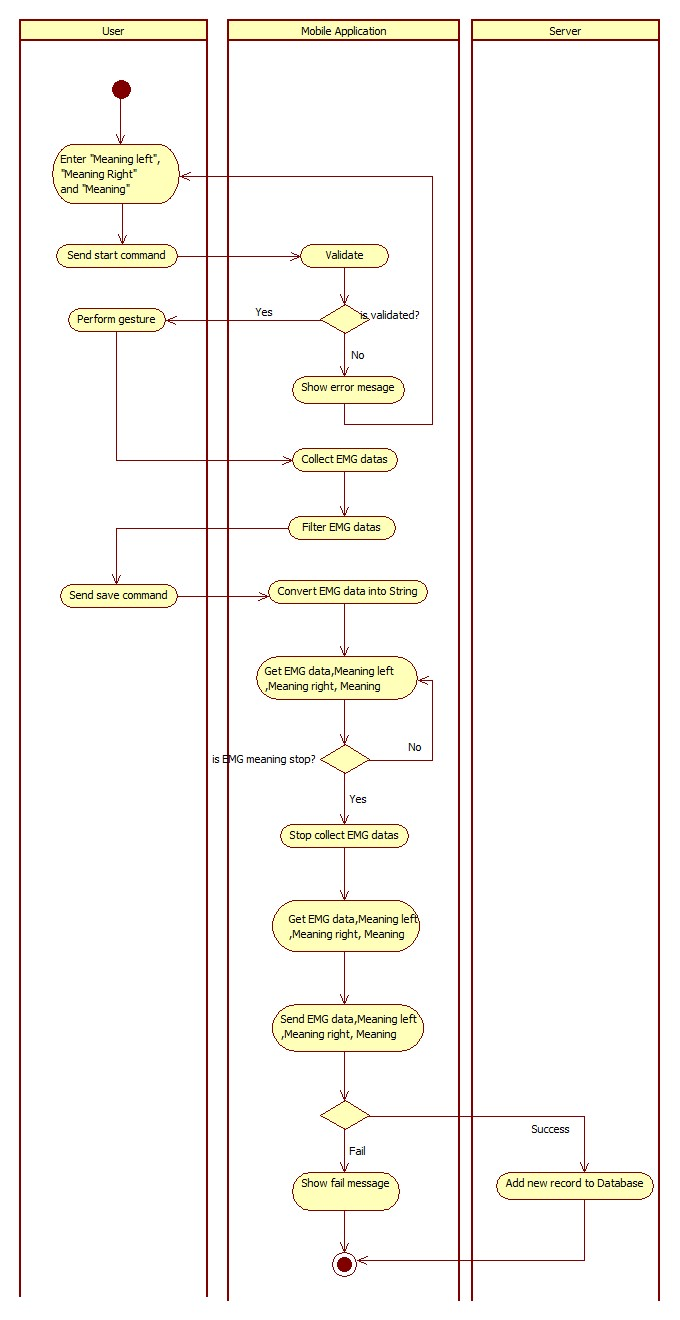 User
Mobile Application
Server
Enter "Meaning left",
"Meaning Right"
and "Meaning"
Send start command
Validate
is validated?
Yes
Perform gesture
No
Show error mesage
Collect EMG datas
Filter EMG datas
Send save command
Convert EMG data into String
Get EMG data,Meaning left
,Meaning right, Meaning
No
is EMG meaning stop?
Yes
Stop collect EMG datas
Get EMG data,Meaning left
,Meaning right, Meaning
Send EMG data,Meaning left
,Meaning right, Meaning
Success
Fail
Show fail message
Add new record to Database